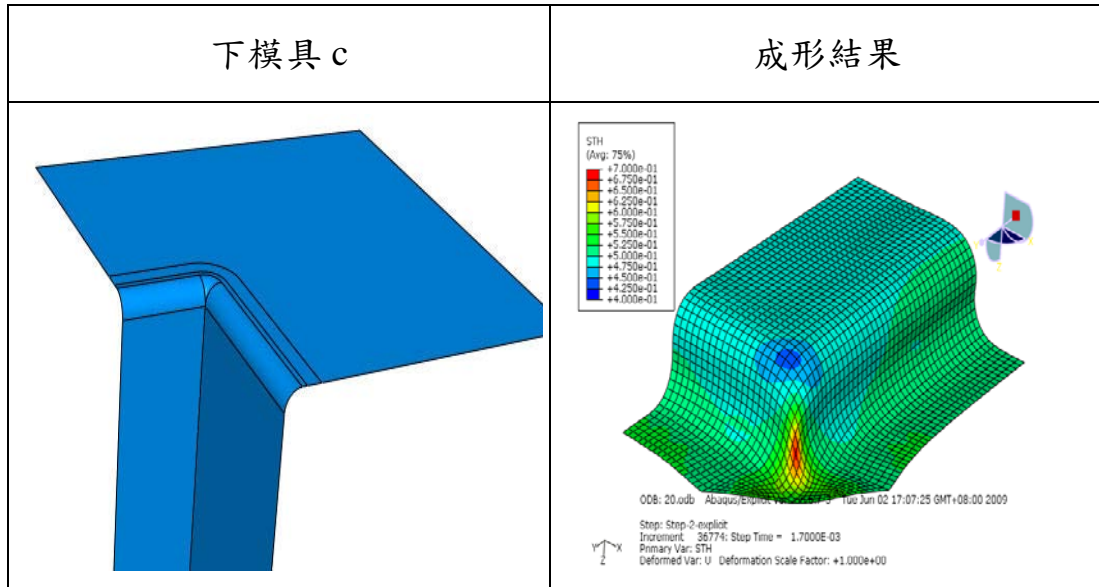 下模具 c
成形結果
STH
(Avg: 75%)
+7.000e-01
+6.750e-01
+6.500e-01
+6.250e-01
+6.000e-01
+5.750e-01
+5.500e-01
+5.250e-01
+5.000e-01
+4.750e-01
+4.500e-01
+4.250e-01
+4.000e-01
X
Z
ODB: 20.odb Abaqus/Explicit Tue Jun 02 17:07:25 GMT+08:00 2009
Step: Step-2-explicit
Increment 36774: Step Time = 1.7000E-03
Primary Var: STH
Deformed Var: U Deformation Scale Factor: +1.000e+00
Y X
Z